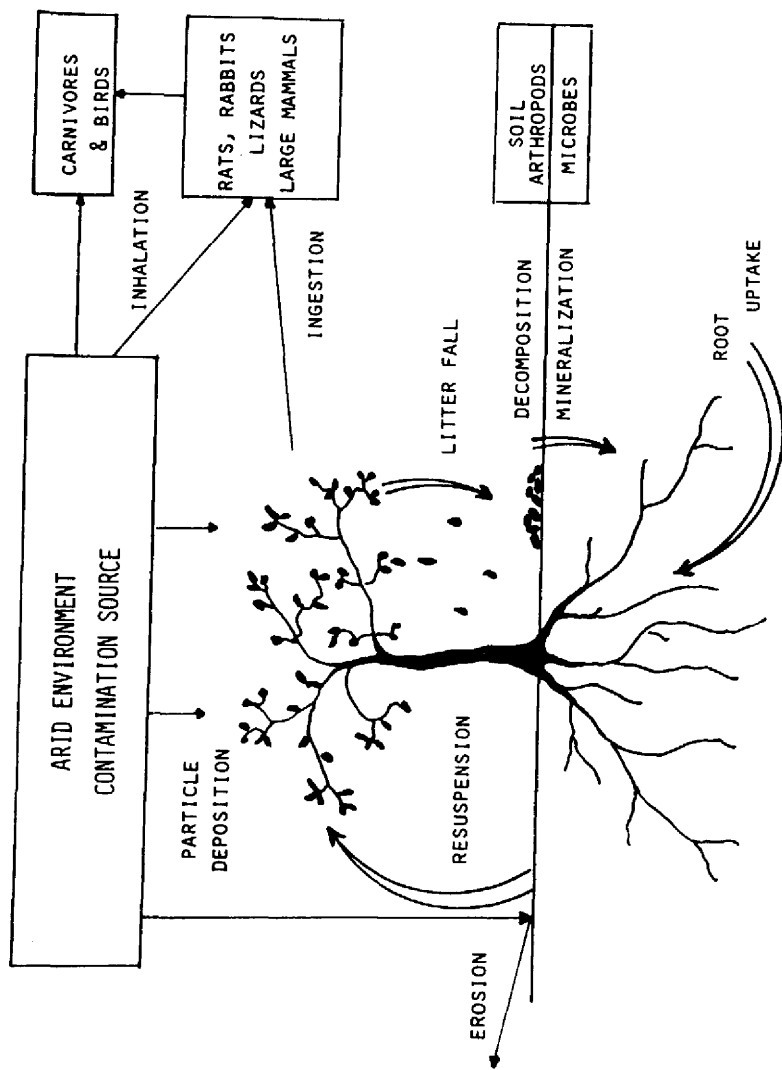 ARID ENVIRONMENT
CONTAMINATION SOURCE
CARNIVORES
& BIRDS
INHALATION
RATS, RABBITS
LIZARDS
LARGE MAMMALS
INGESTION
PARTICLE
DEPOSITION
LITTER FALL
RESUSPENSION
EROSION
DECOMPOSITION
MINERALIZATION
SOIL
ARTHROPODS
MICROBES
ROOT
UPTAKE